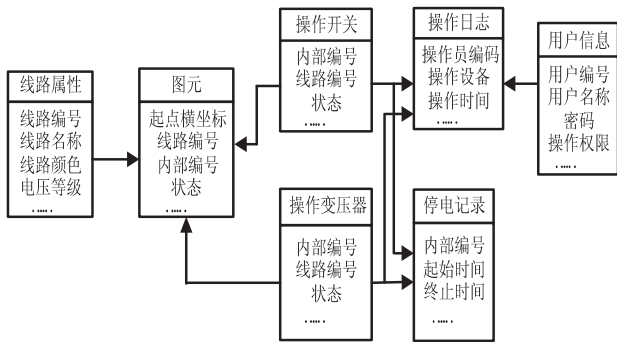 线路属性
线路编号
线路名称
线路颜色
电压等级
.....
图元
起点横坐标
线路编号
内部编号
状态
.....
操作开关
内部编号
线路编号
状态
.....
操作变压器
内部编号
线路编号
状态
.....
操作日志
操作员编码
操作设备
操作时间
.....
停电记录
内部编号
起始时间
终止时间
.....
用户信息
用户编号
用户名称
密码
操作权限
.....